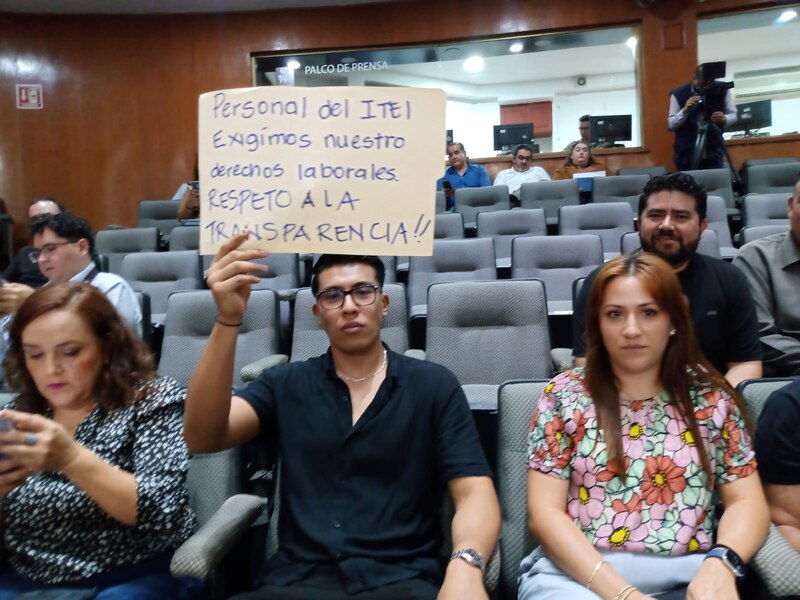 PALCO DE PRENSA
Personal del ITEI
Exigimos nuestro
derechos laborales.
RESPETO A LA
TRANSPARENCIA!!